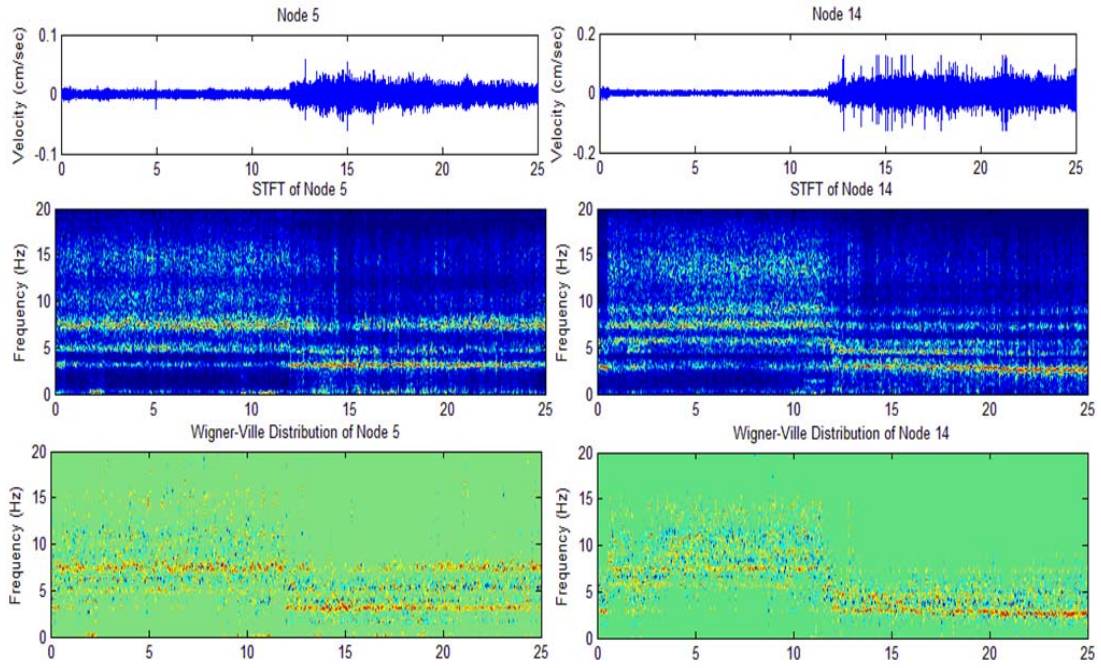 Node 5
Velocity (cm/sec)
0.1
0
-0.1
0 5 10 15 20 25
Node 14
Velocity (cm/sec)
0.2
0
-0.2
0 5 10 15 20 25
STFT of Node 5
Frequency (Hz)
20
15
10
5
0
0 5 10 15 20 25
STFT of Node 14
Frequency (Hz)
20
15
10
5
0
0 5 10 15 20 25
Wigner-Ville Distribution of Node 5
Frequency (Hz)
20
15
10
5
0
0 5 10 15 20 25
Wigner-Ville Distribution of Node 14
Frequency (Hz)
20
15
10
5
0
0 5 10 15 20 25